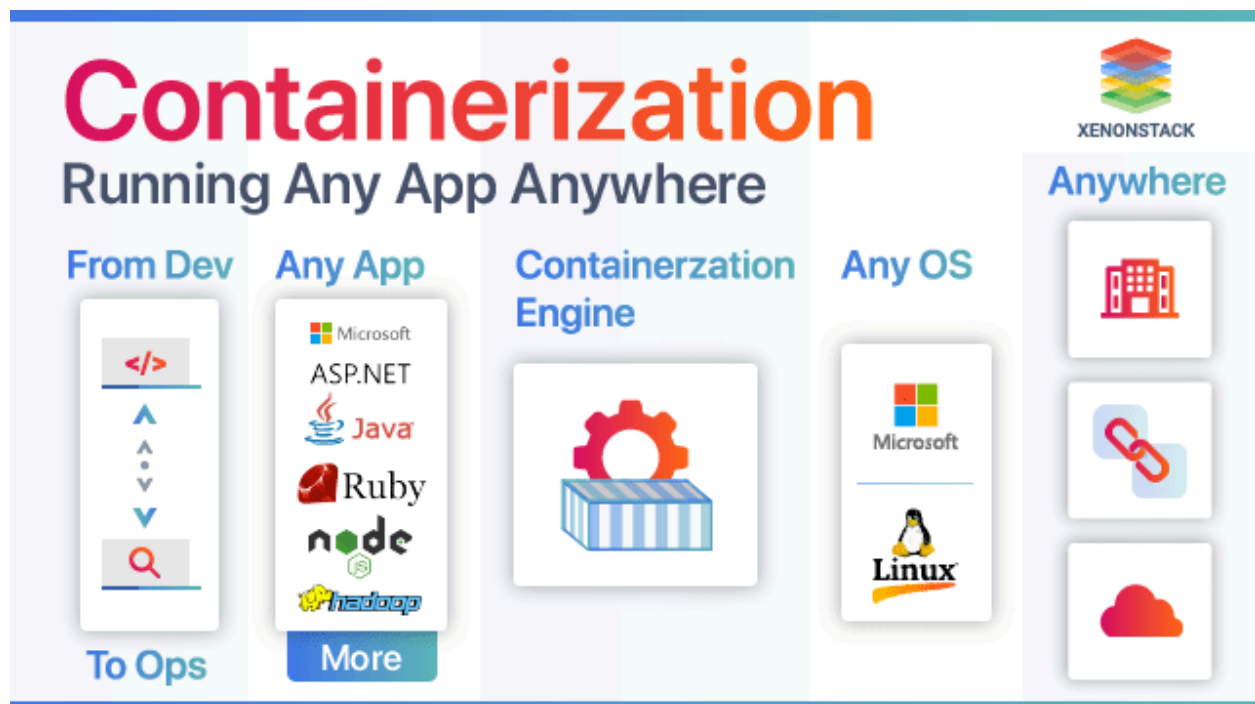 Containerization
XENONSTACK
Running Any App Anywhere
Anywhere
From Dev
</>
To Ops
Any App
Microsoft
ASP.NET
Java
Ruby
node
JS
hadoop
More
Containerzation
Engine
Any OS
Microsoft
Linux